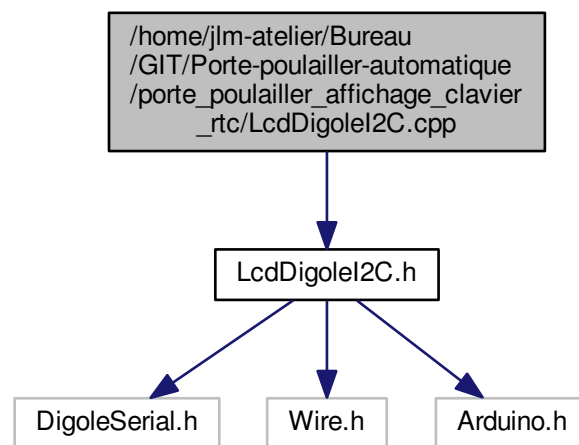 /home/jlm-atelier/Bureau
/GIT/Porte-poulailler-automatique
/porte_poulailler_affichage_clavier
_rtc/LcdDigoleI2C.cpp
LcdDigoleI2C.h
DigoleSerial.h
Wire.h
Arduino.h